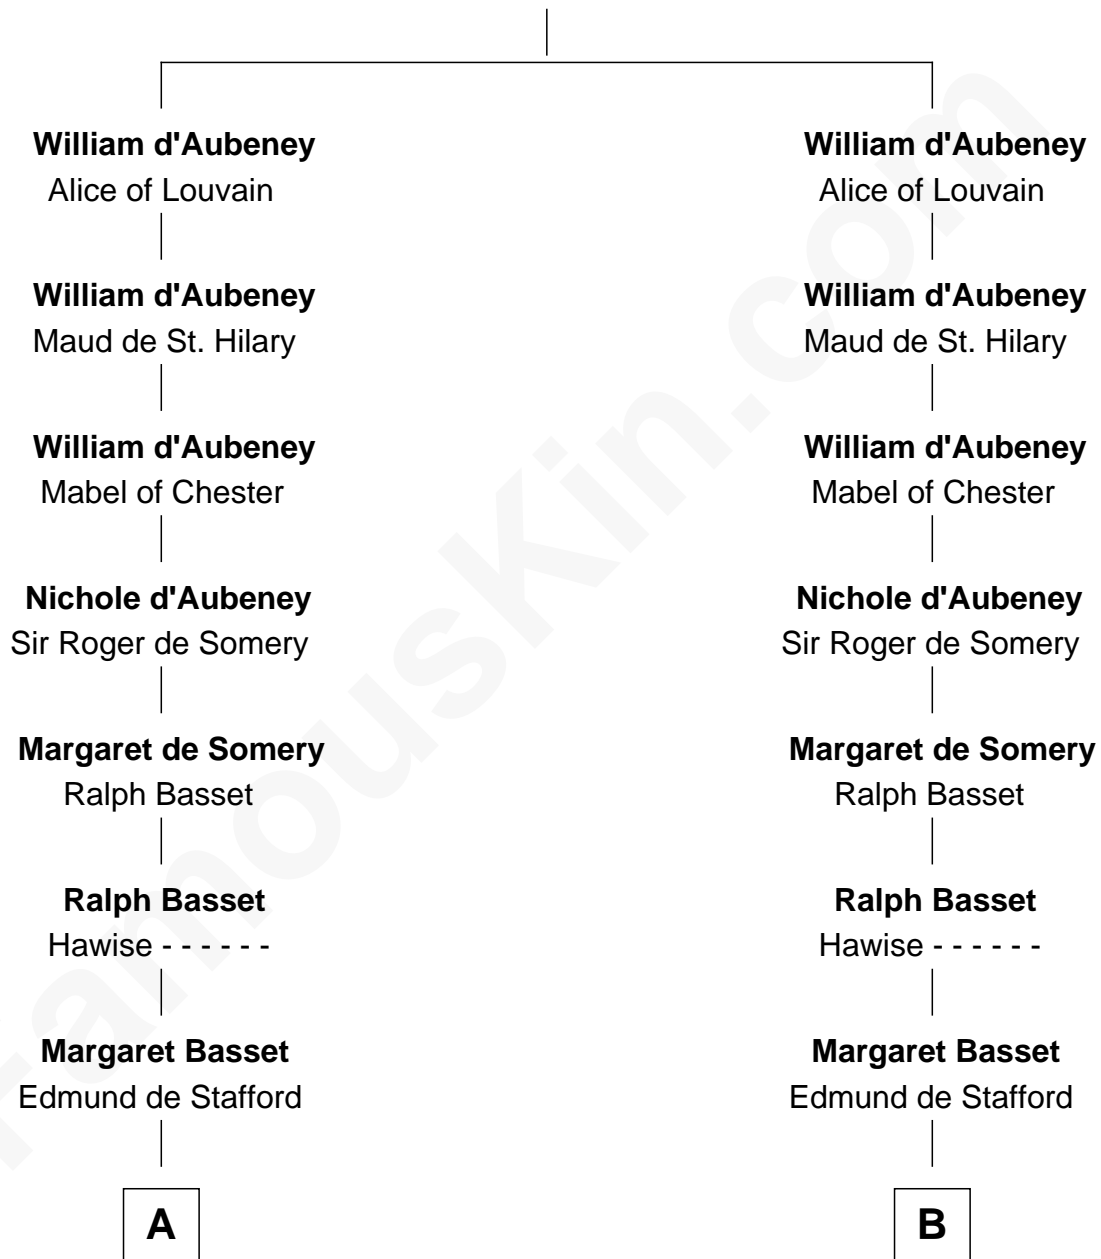 William d'Aubeney William d'Aubeney
Alice of Louvain Alice of Louvain
William d'Aubeney William d'Aubeney
Maud de St. Hilary Maud de St. Hilary
William d'Aubeney William d'Aubeney
Mabel of Chester Mabel of Chester
Nichole d'Aubeney Nichole d'Aubeney
Sir Roger de Somery Sir Roger de Somery
Margaret de Somery Margaret de Somery
Ralph Basset Ralph Basset
Ralph Basset Ralph Basset
Hawise - - - - - - Hawise - - - - - -
Margaret Basset Margaret Basset
Edmund de Stafford Edmund de Stafford
A B
FamousKin.com